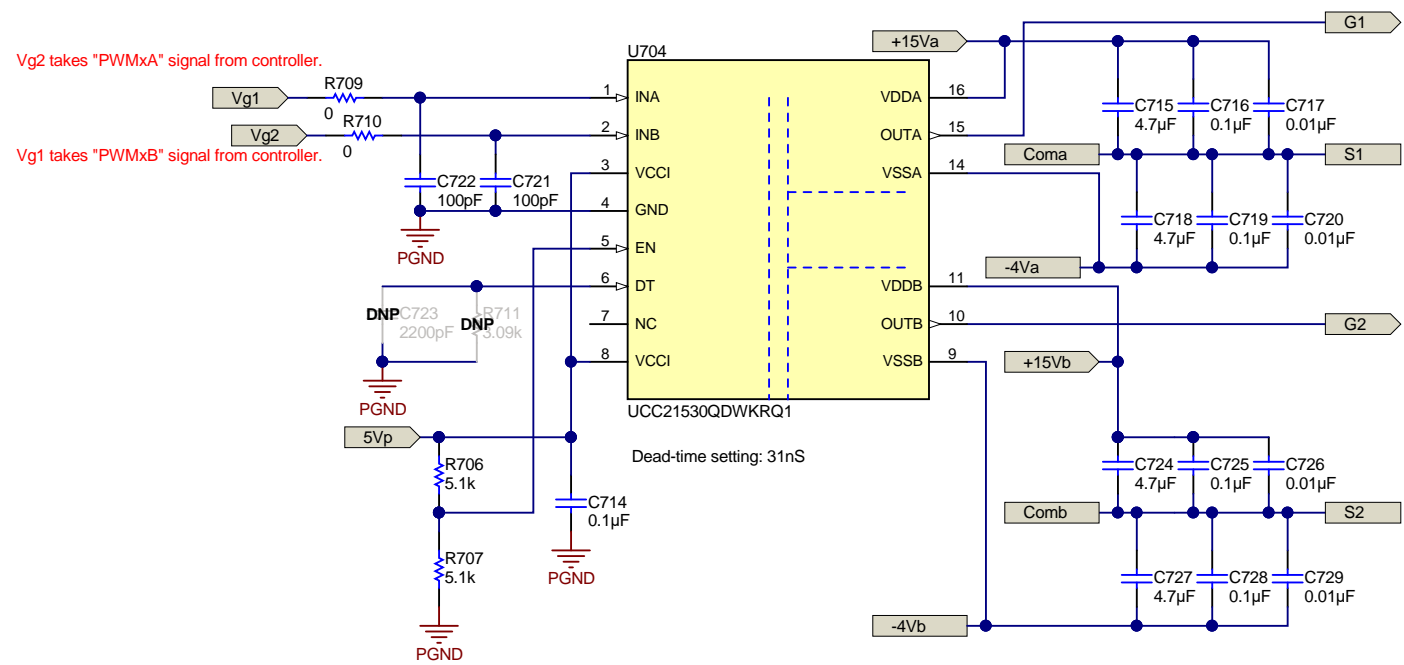 G1
+15Va
U704
Vg2 takes "PWMxA" signal from controller.
R709
Vg1
0
1
INA
VDDA
16
C715
4.7µF
C716
0.1µF
C717
0.01µF
R710
Vg2
0
2
INB
OUTA
15
Vg1 takes "PWMxB" signal from controller.
Coma
S1
3
VCCI
VSSA
14
C722
100pF
C721
100pF
4
GND
C718
4.7µF
C719
0.1µF
C720
0.01µF
PGND
5
EN
-4Va
6
DT
VDDB
11
DNP
C723
2200pF
DNP
R711
3.09k
7
NC
OUTB
10
G2
8
VCCI
VSSB
9
+15Vb
PGND
UCC21530QDWKRQ1
5Vp
Dead-time setting: 31nS
R706
5.1k
C724
4.7µF
C725
0.1µF
C726
0.01µF
C714
0.1µF
Comb
S2
R707
5.1k
PGND
C727
4.7µF
C728
0.1µF
C729
0.01µF
-4Vb
PGND